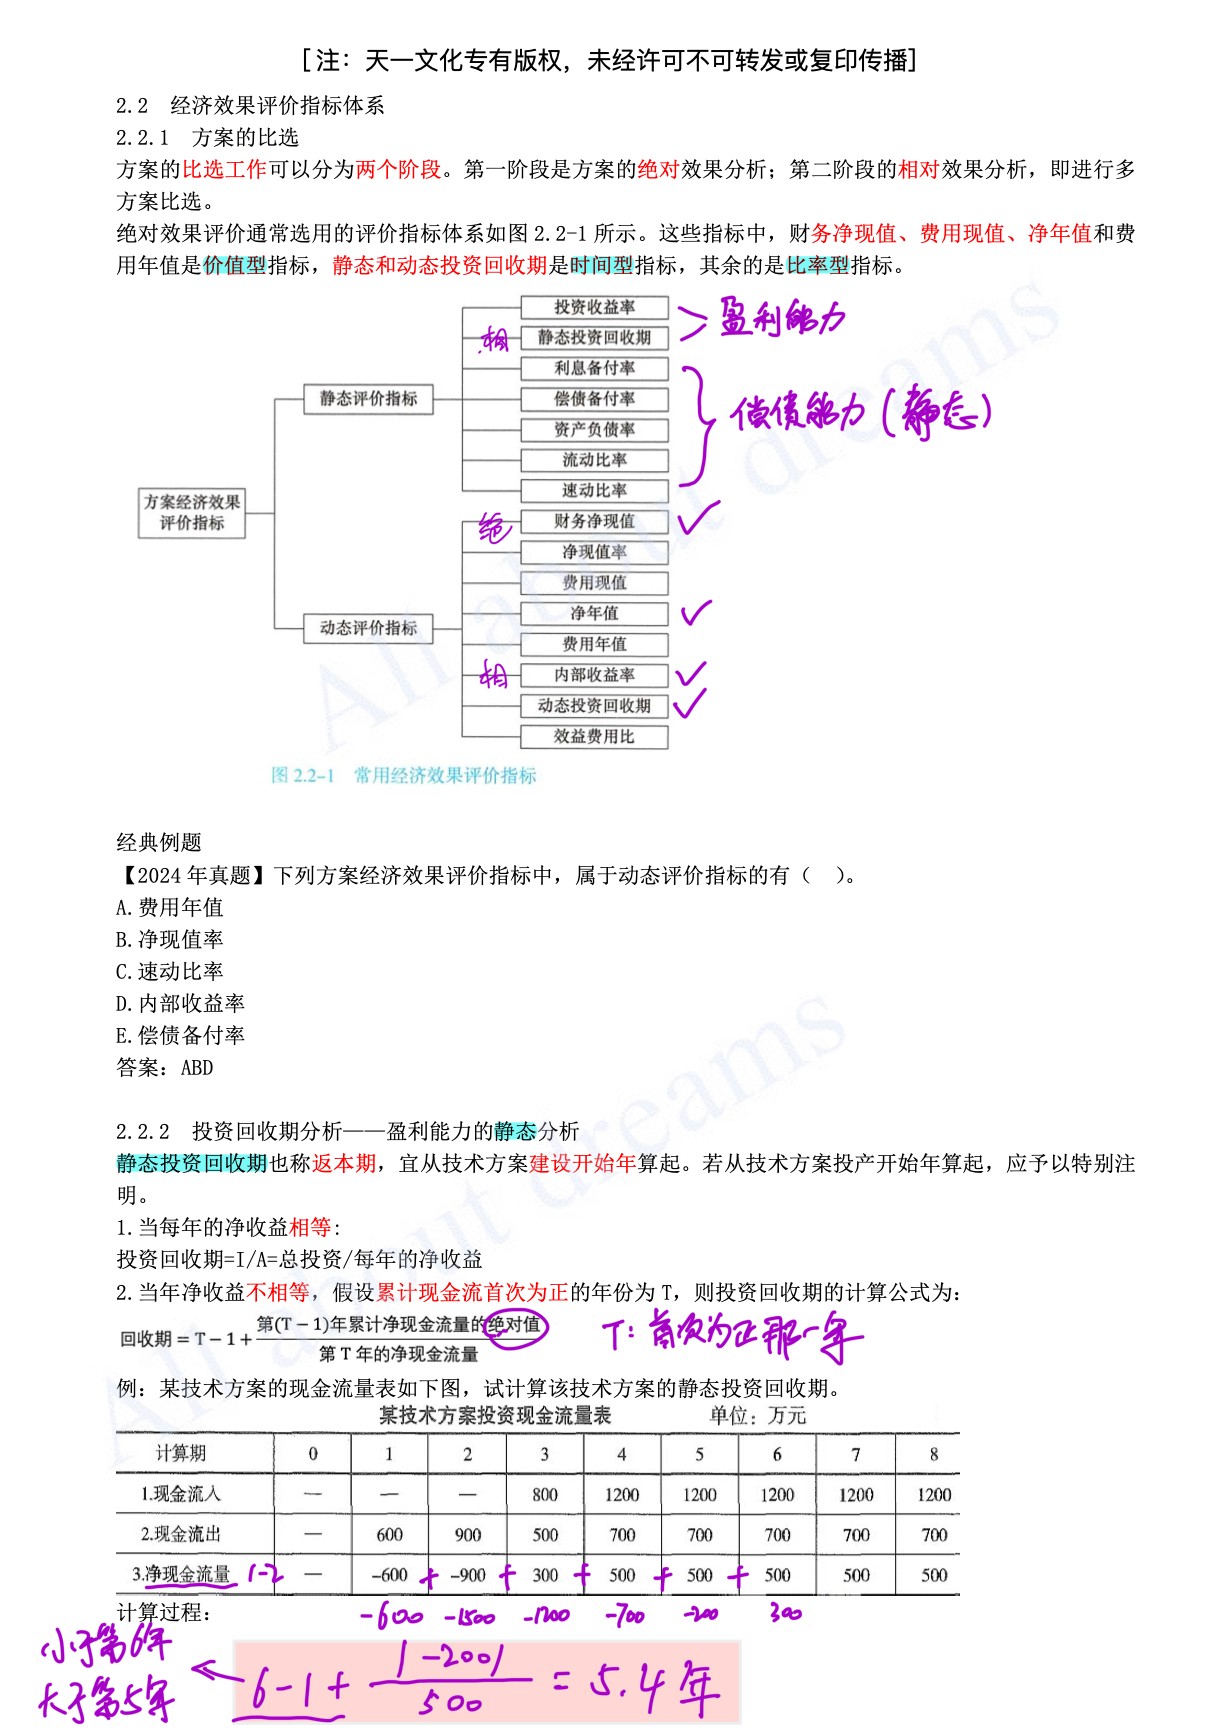 [注：天一文化专有版权，未经许可不可转发或复印传播]
2.2 经济效果评价指标体系
2.2.1 方案的比选
方案的比选工作可以分为两个阶段。第一阶段是方案的绝对效果分析；第二阶段的相对效果分析，即进行多
方案比选。
绝对效果评价通常选用的评价指标体系如图2.2-1所示。这些指标中，财务净现值、费用现值、净年值和费
用年值是价值型指标，静态和动态投资回收期是时间型指标，其余的是比率型指标。
投资收益率
相 静态投资回收期
盈利能力
利息备付率
静态评价指标
偿债备付率
偿债能力(静态)
资产负债率
流动比率
速动比率
方案经济效果
评价指标
绝 财务净现值 ✓
净现值率
费用现值
净年值 ✓
动态评价指标
费用年值
相 内部收益率 ✓
动态投资回收期 ✓
效益费用比
图 2.2-1 常用经济效果评价指标
经典例题
【2024年真题】下列方案经济效果评价指标中，属于动态评价指标的有（ ）。
A.费用年值
B.净现值率
C.速动比率
D.内部收益率
E.偿债备付率
答案：ABD
2.2.2 投资回收期分析——盈利能力的静态分析
静态投资回收期也称返本期，宜从技术方案建设开始年算起。若从技术方案投产开始年算起，应予以特别注
明。
1.当每年的净收益相等：
投资回收期=I/A=总投资/每年的净收益
2.当年净收益不相等，假设累计现金流首次为正的年份为T，则投资回收期的计算公式为：
回收期＝T－1＋第(T－1)年累计净现金流量的绝对值
第 T 年的净现金流量
T：首次为正那一年
例：某技术方案的现金流量表如下图，试计算该技术方案的静态投资回收期。
某技术方案投资现金流量表 单位：万元
计算期 0 1 2 3 4 5 6 7 8
1.现金流入 — — — 800 1200 1200 1200 1200 1200
2.现金流出 — 600 900 500 700 700 700 700 700
3.净现金流量 1-2 — -600 + -900 + 300 + 500 + 500 + 500 500 500
计算过程：
-600 -1500 -1200 -700 -200 300
小于第6年
大于第5年
6-1+ |-200| / 500 = 5.4年